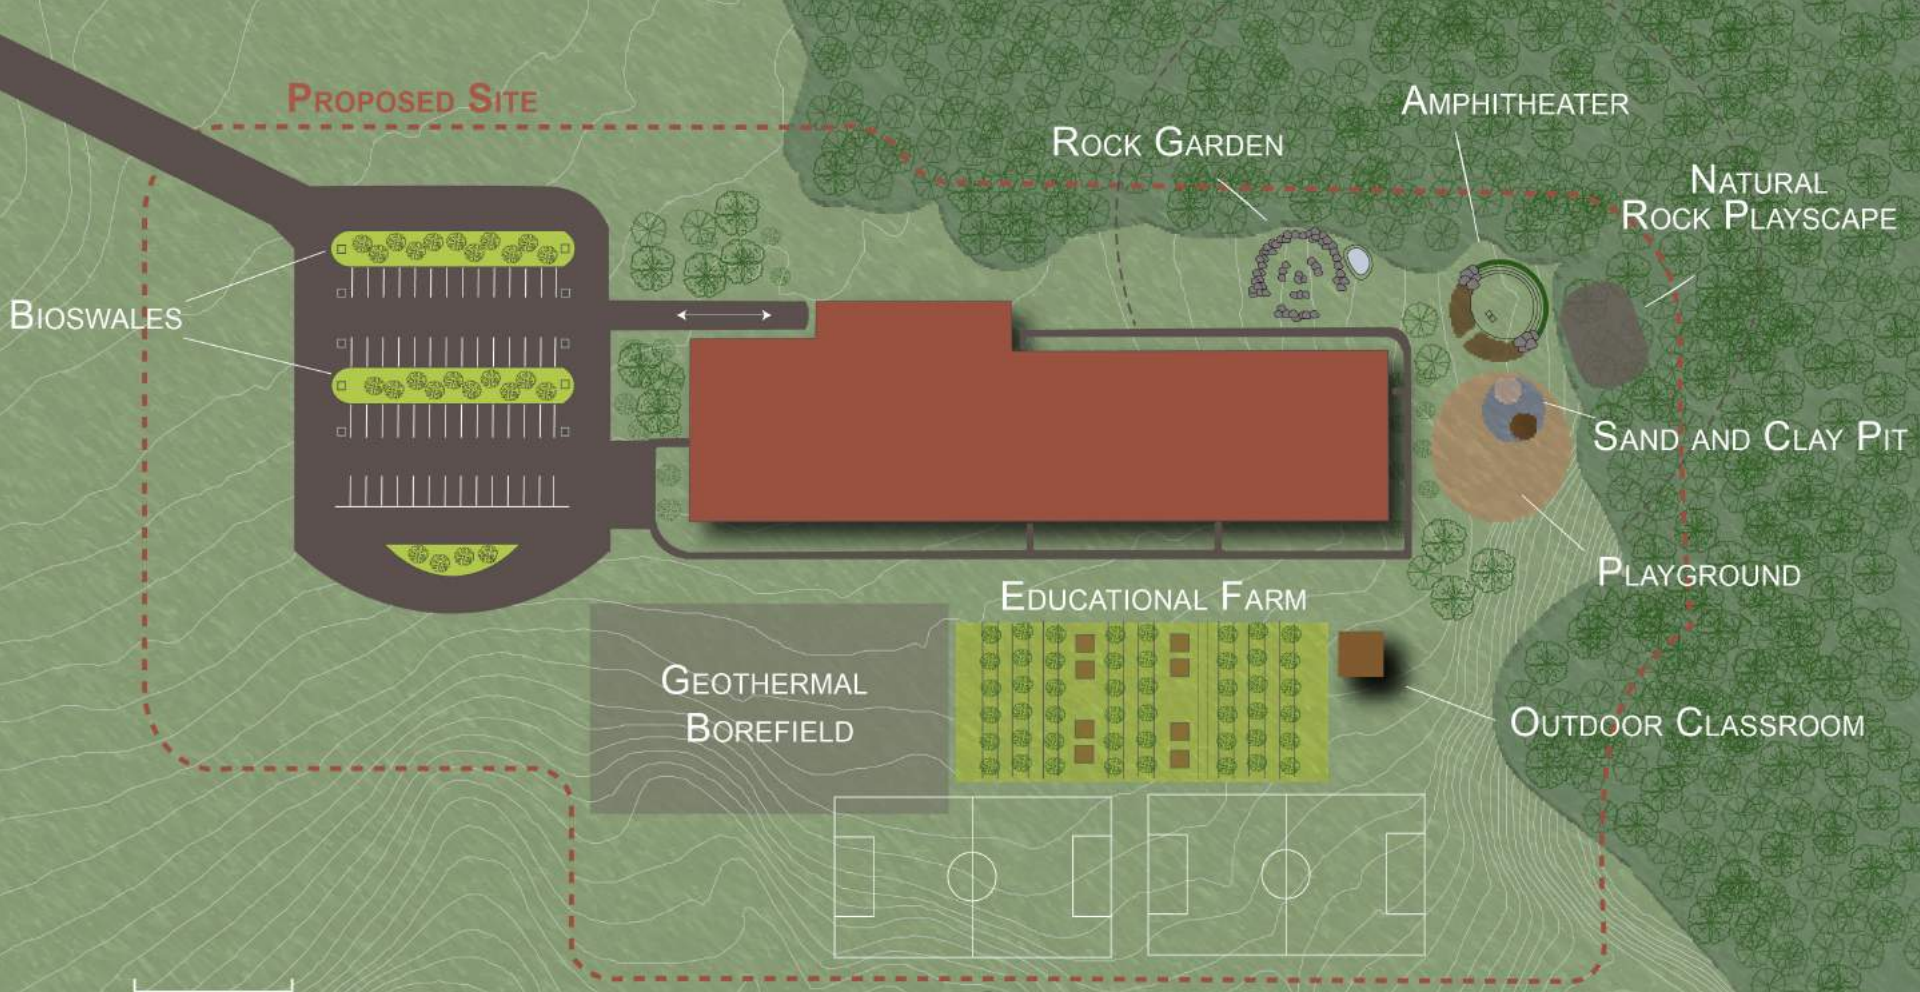 Proposed Site
Amphitheater
Rock Garden
Natural
Rock Playscape
Bioswales
Sand and Clay Pit
Playground
Educational Farm
Geothermal
Borefield
Outdoor Classroom